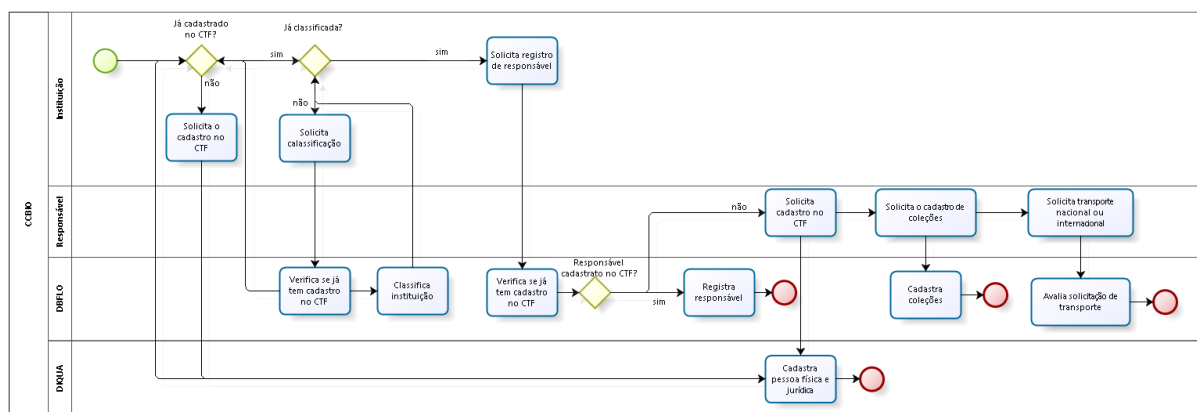 CCBIO
Instituição
Já cadastrado
no CTF?
Já classificada?
sim
sim
não
não
Solicita registro
de responsável
Solicita o
cadastro no
CTF
Solicita
calassificação
Responsável
não
Solicita
cadastro no
CTF
Solicita o cadastro de
coleções
Solicita transporte
nacional ou
internacional
DBFLO
Verifica se já
tem cadastro
no CTF
Classifica
instituição
Verifica se já
tem cadastro
no CTF
Responsável
cadastrato no CTF?
sim
Registra
responsável
Cadastra
coleções
Avalia solicitação de
transporte
DIQUA
Cadastra
pessoa física e
jurídica